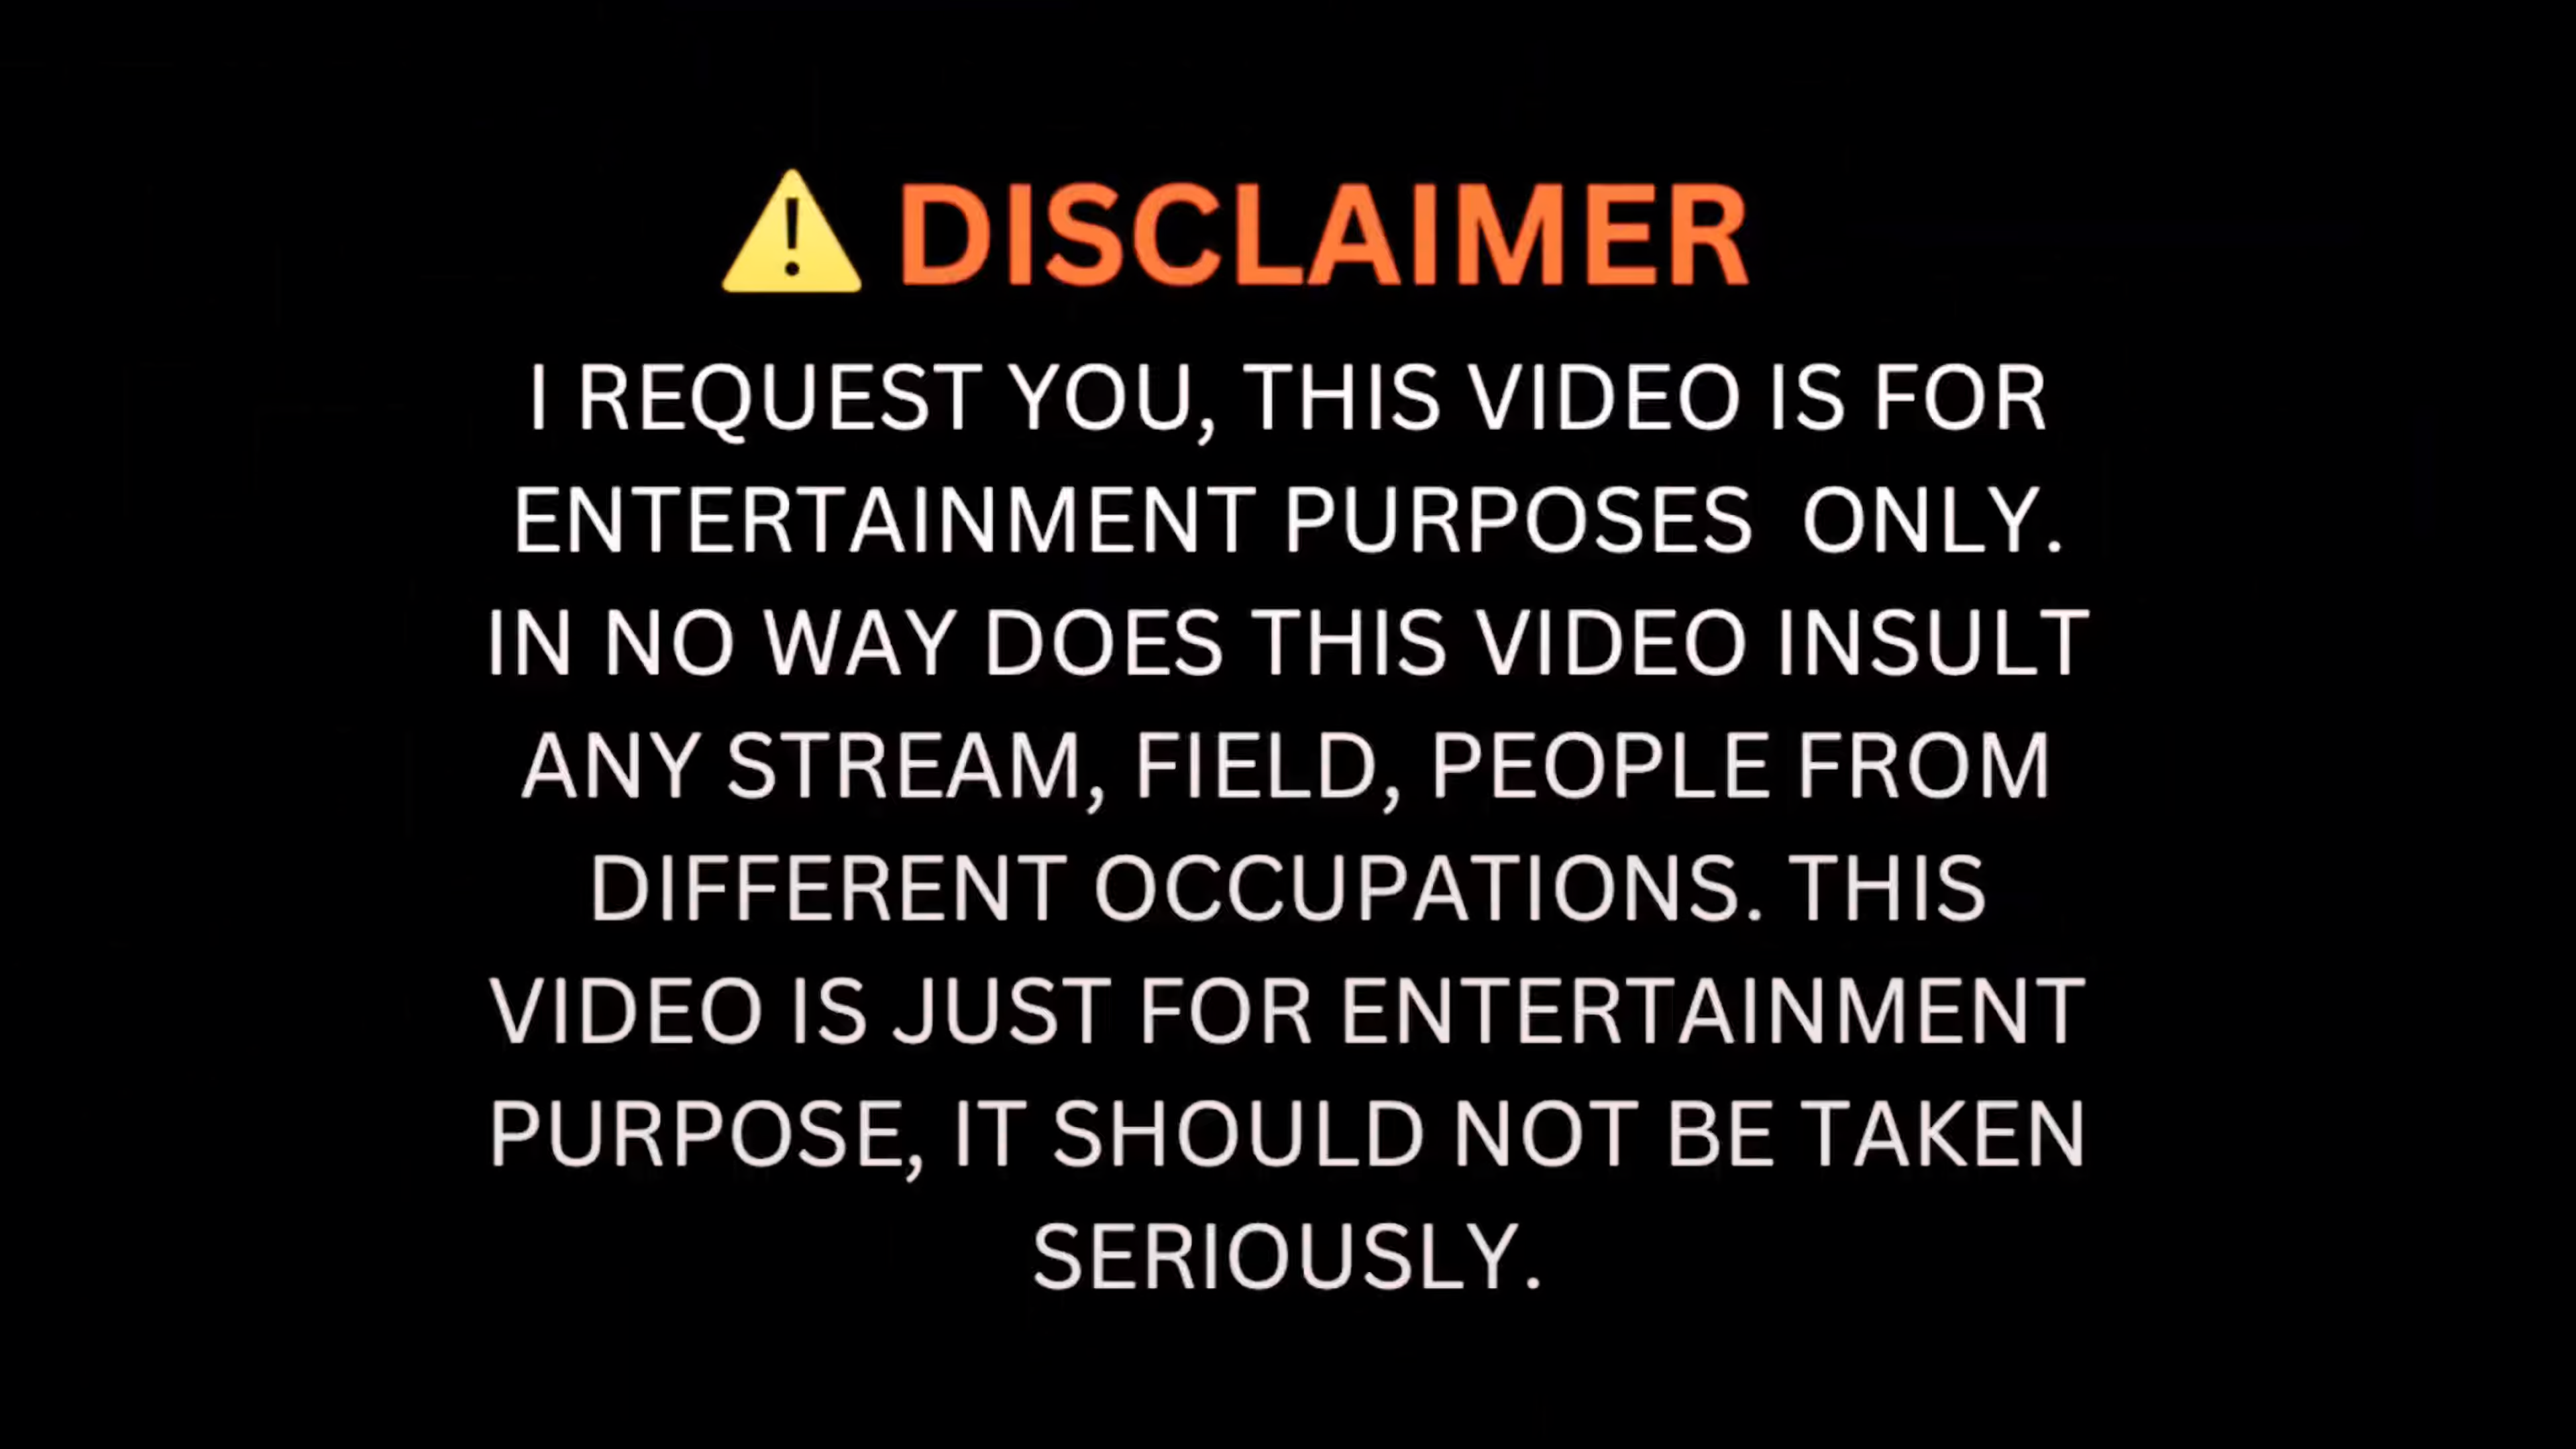 ⚠ DISCLAIMER
I REQUEST YOU, THIS VIDEO IS FOR
ENTERTAINMENT PURPOSES ONLY.
IN NO WAY DOES THIS VIDEO INSULT
ANY STREAM, FIELD, PEOPLE FROM
DIFFERENT OCCUPATIONS. THIS
VIDEO IS JUST FOR ENTERTAINMENT
PURPOSE, IT SHOULD NOT BE TAKEN
SERIOUSLY.